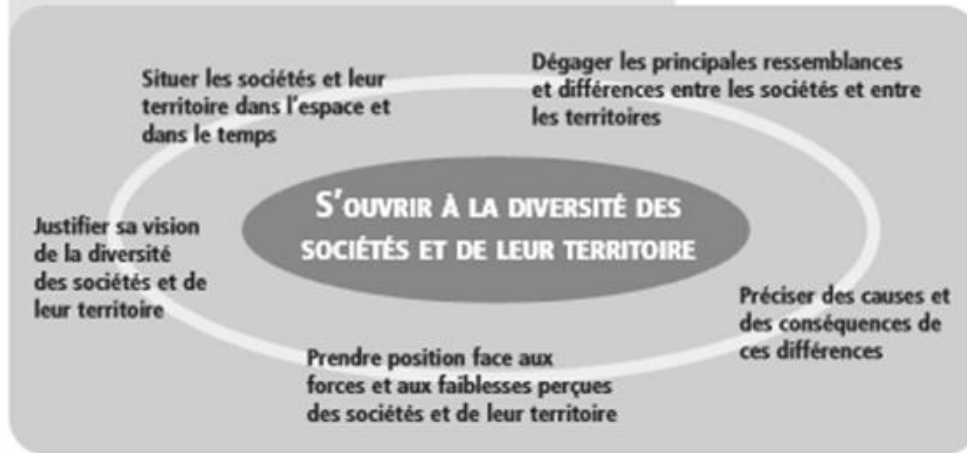 Situer les sociétés et leur
territoire dans l'espace et
dans le temps
Dégager les principales ressemblances
et différences entre les sociétés et entre
les territoires
S'OUVRIR À LA DIVERSITÉ DES
SOCIÉTÉS ET DE LEUR TERRITOIRE
Justifier sa vision
de la diversité
des sociétés et de
leur territoire
Préciser des causes et
des conséquences de
ces différences
Prendre position face aux
forces et aux faiblesses perçues
des sociétés et de leur territoire